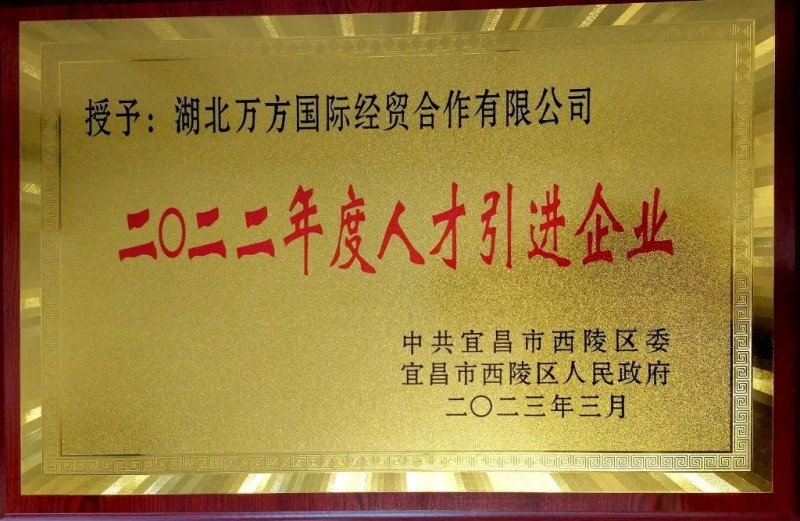 授予：湖北万方国际经贸合作有限公司
二〇二二年度人才引进企业
中共宜昌市西陵区委
宜昌市西陵区人民政府
二〇二三年三月